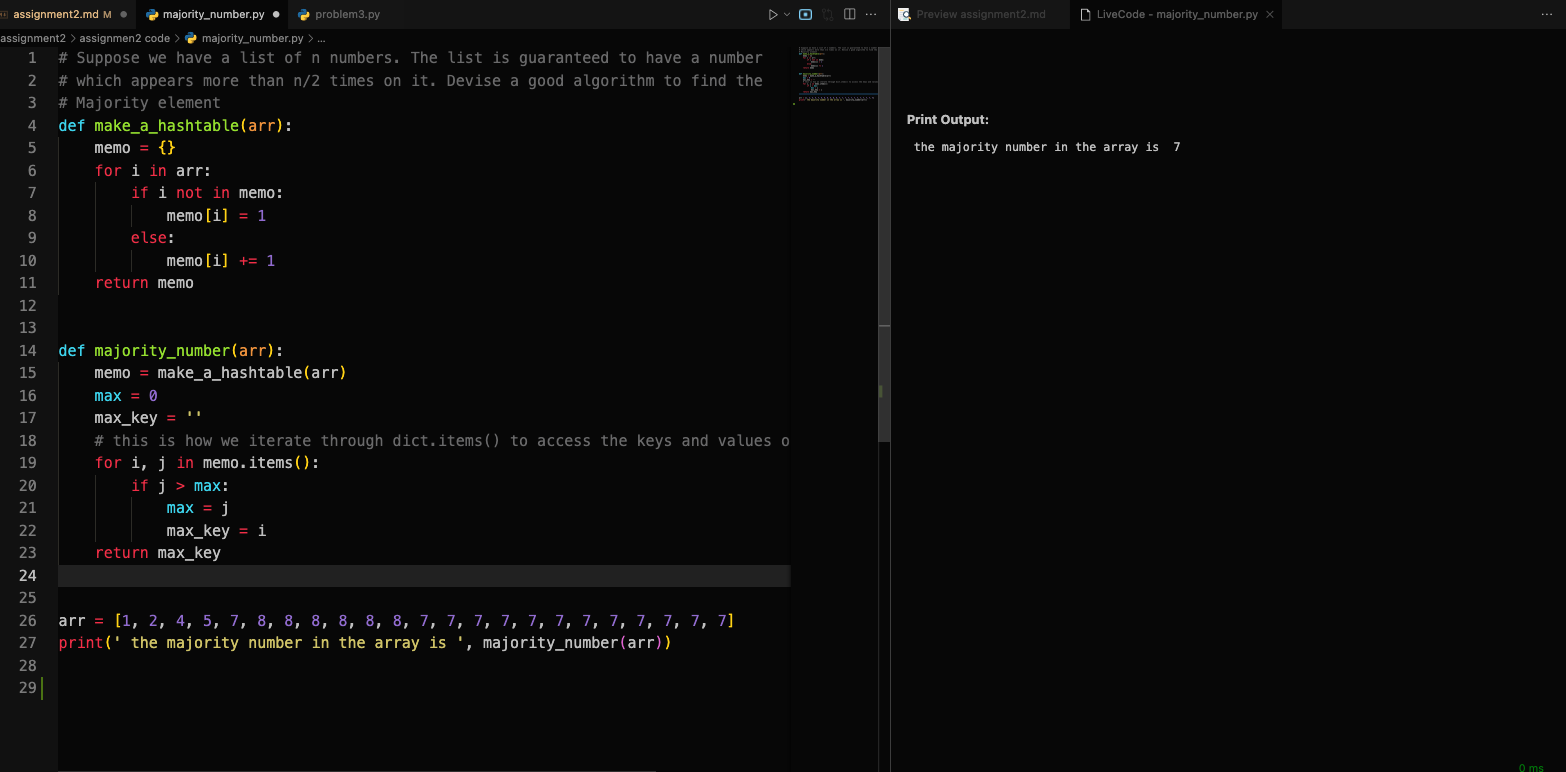 assignment2.md M
majority_number.py
problem3.py
Preview assignment2.md
LiveCode - majority_number.py
assignment2 > assignmen2 code > majority_number.py > ...
1 # Suppose we have a list of n numbers. The list is guaranteed to have a number
2 # which appears more than n/2 times on it. Devise a good algorithm to find the
3 # Majority element
4 def make_a_hashtable(arr):
5     memo = {}
6     for i in arr:
7         if i not in memo:
8             memo[i] = 1
9         else:
10             memo[i] += 1
11     return memo
12
13
14 def majority_number(arr):
15     memo = make_a_hashtable(arr)
16     max = 0
17     max_key = ''
18     # this is how we iterate through dict.items() to access the keys and values o
19     for i, j in memo.items():
20         if j > max:
21             max = j
22             max_key = i
23     return max_key
24
25
26 arr = [1, 2, 4, 5, 7, 8, 8, 8, 8, 8, 8, 7, 7, 7, 7, 7, 7, 7, 7, 7, 7, 7, 7]
27 print(' the majority number in the array is ', majority_number(arr))
28
29
Print Output:
the majority number in the array is  7
0 ms